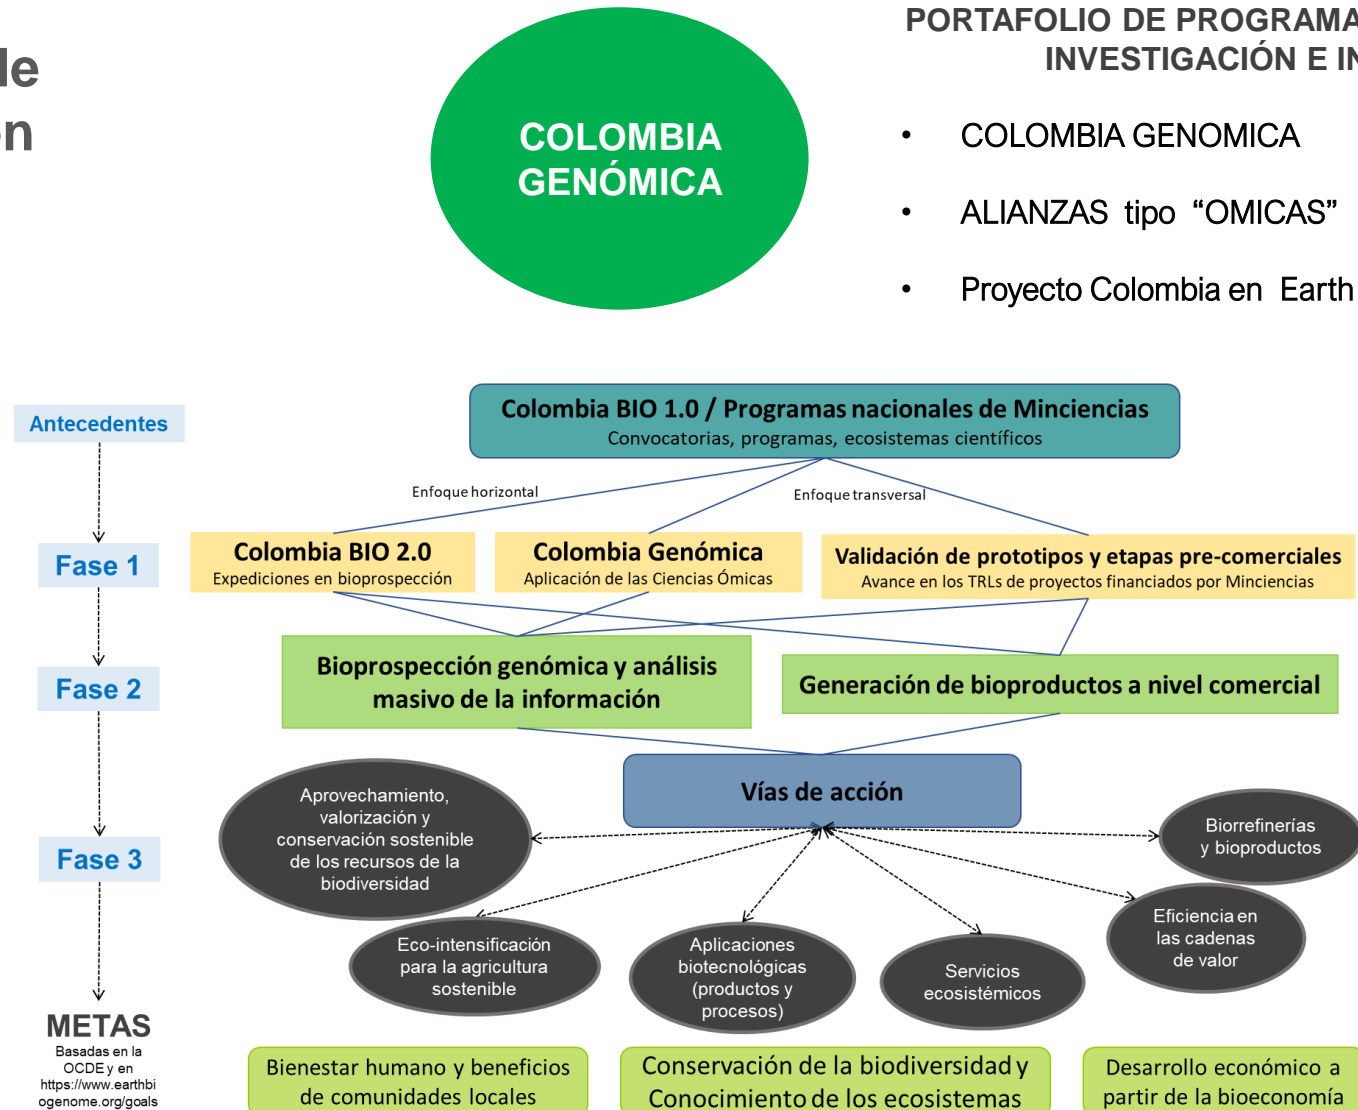 COLOMBIA
GENÓMICA
PORTAFOLIO DE
INVESTIGACIÓN E
• COLOMBIA GENOMICA
• ALIANZAS tipo “OMICAS”
• Proyecto Colombia en Earth
Antecedentes
Colombia BIO 1.0 / Programas nacionales de Minciencias
Convocatorias, programas, ecosistemas científicos
Enfoque horizontal
Enfoque transversal
Fase 1
Colombia BIO 2.0
Expediciones en bioprospección
Colombia Genómica
Aplicación de las Ciencias Ómicas
Validación de prototipos y etapas pre-comerciales
Avance en los TRLs de proyectos financiados por Minciencias
Fase 2
Bioprospección genómica y análisis
masivo de la información
Generación de bioproductos a nivel comercial
Vías de acción
Fase 3
Aprovechamiento,
valorización y
conservación sostenible
de los recursos de la
biodiversidad
Eco-intensificación
para la agricultura
sostenible
Aplicaciones
biotecnológicas
(productos y
procesos)
Servicios
ecosistémicos
Eficiencia en
las cadenas
de valor
Biorrefinerías
y bioproductos
METAS
Basadas en la
OCDE y en
https://www.earthbi
ogenome.org/goals
Bienestar humano y beneficios
de comunidades locales
Conservación de la biodiversidad y
Conocimiento de los ecosistemas
Desarrollo económico a
partir de la bioeconomía